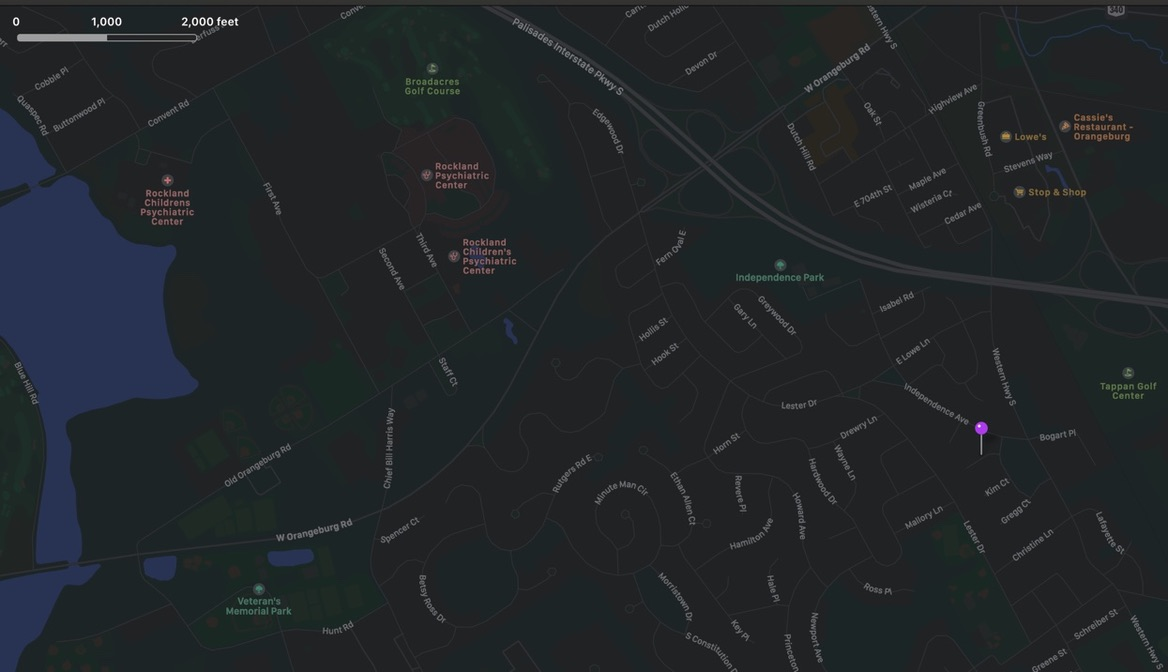 0 1,000 2,000 feet
340
Palisades Interstate Pkwy S
Dutch Hollow
Devon Dr
W Orangeburg Rd
Western Hwy S
Cobble Pl
Quaspec Rd
Buttonwood Pl
Convent Rd
Broadacres
Golf Course
Edgewood Dr
Dutch Hill Rd
Oak St
Highview Ave
Greenbush Rd
Lowe's
Cassie's
Restaurant -
Orangeburg
Stevens Way
Stop & Shop
Maple Ave
E 704th St
Wisteria Cr
Cedar Ave
Rockland
Childrens
Psychiatric
Center
Rockland
Psychiatric
Center
First Ave
Second Ave
Third Ave
Rockland
Children's
Psychiatric
Center
Fern Oval E
Independence Park
Isabel Rd
Gary Ln
Greywood Dr
Hollis St
Hook St
E Lowe Ln
Western Hwy S
Blue Hill Rd
Staff Ct
Tappan Golf
Center
Independence Ave
Lester Dr
Drewry Ln
Bogart Pl
Chief Bill Harris Way
Old Orangeburg Rd
Horn St
Wayne Ln
Hardwood Dr
Rutgers Rd E
Minute Man Cir
Ethan Allen Ct
Revere Pl
Howard Ave
Kim Ct
Gregg Ct
Mallory Ln
Lester Dr
Christine Ln
Lafayette St
W Orangeburg Rd
Spencer Ct
Hamilton Ave
Veteran's
Memorial Park
Betsy Ross Dr
Morristown Dr
Hale Pl
Ross Pl
Hunt Rd
Key Pl
S Constitution D
Princeton
Newport Ave
Schreiber St
Western Hwy S
Greene St